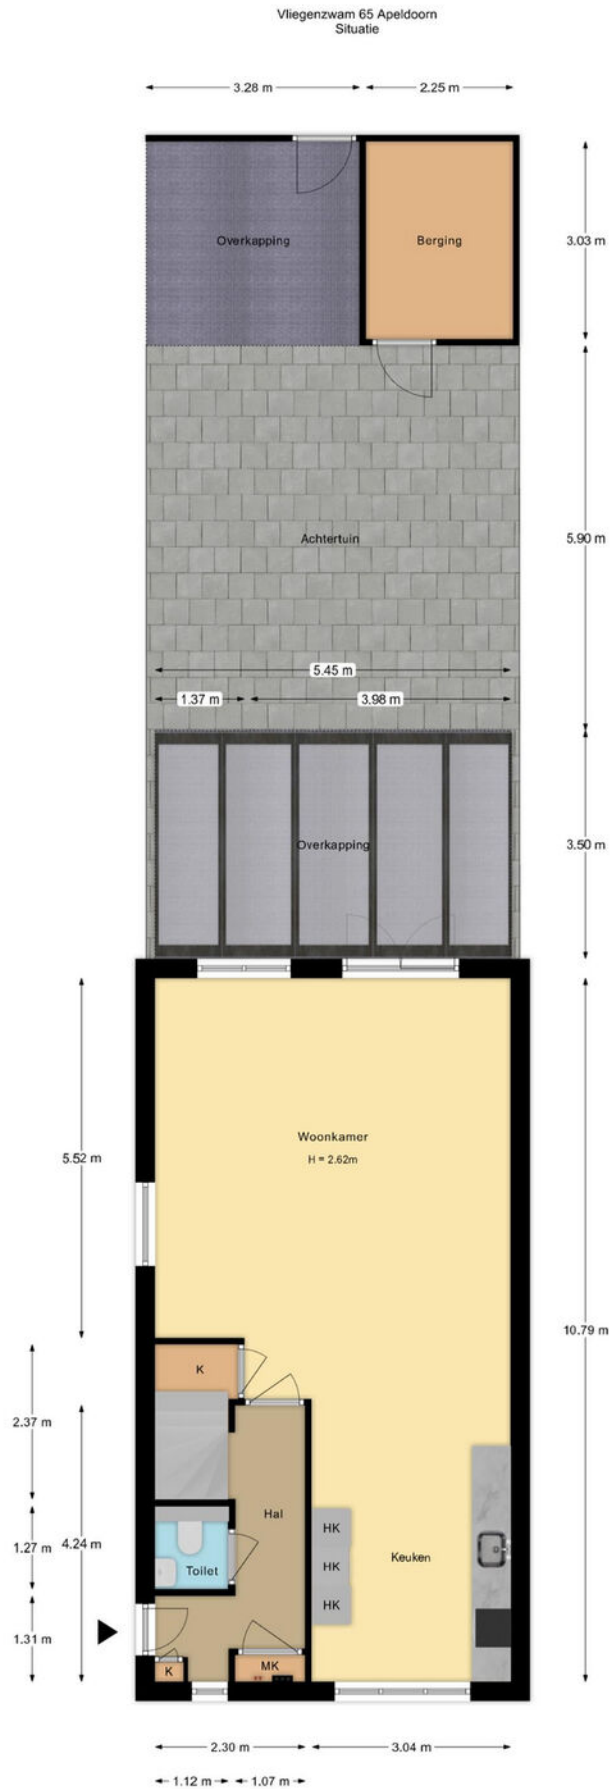 Vliegenzwam 65 Apeldoorn
Situatie
3.28 m
2.25 m
Overkapping
Berging
3.03 m
Achtertuin
5.90 m
5.45 m
1.37 m
3.98 m
Overkapping
3.50 m
Woonkamer
H = 2.62m
5.52 m
10.79 m
K
2.37 m
Hal
HK
1.27 m
4.24 m
Toilet
HK
Keuken
HK
1.31 m
K
MK
2.30 m
3.04 m
1.12 m
1.07 m